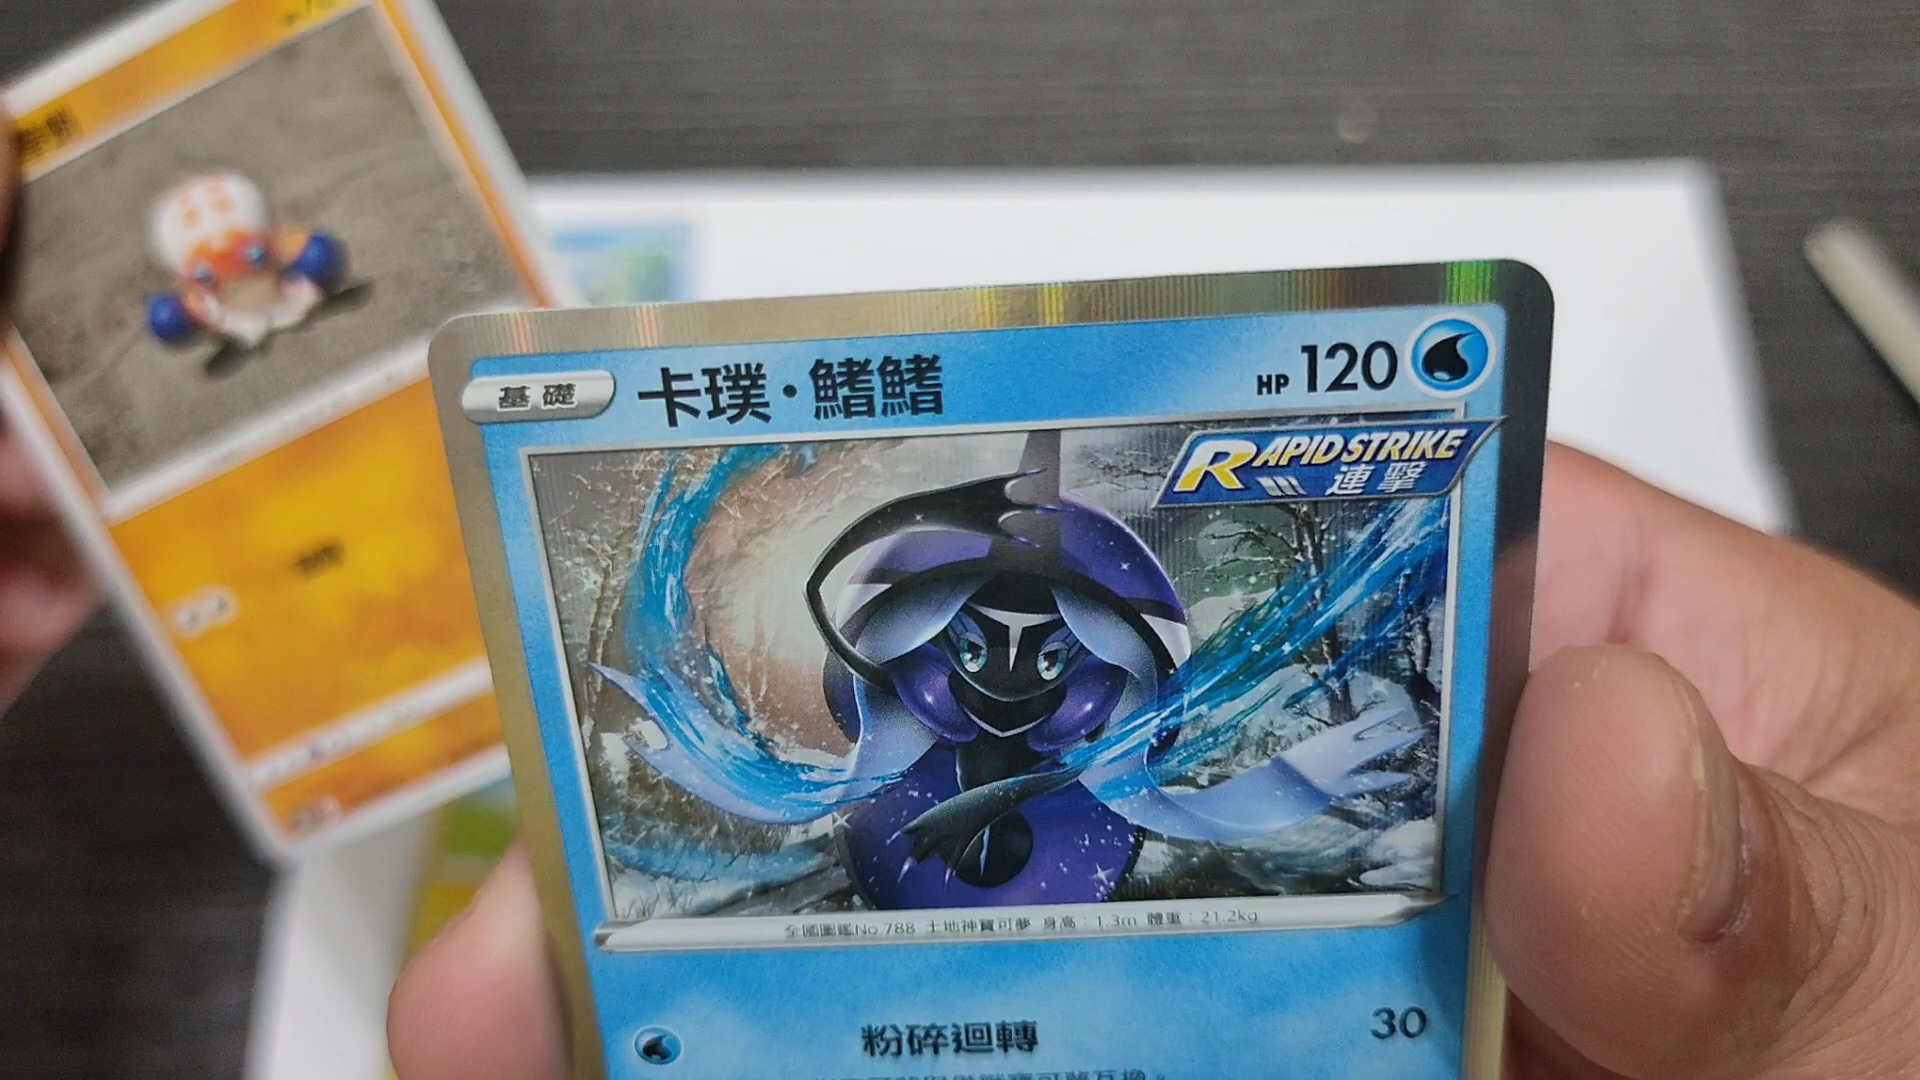 基礎 卡璞・鰭鰭 HP 120
RAPID STRIKE
連擊
全國圖鑑No.788 土地神寶可夢 身高：1.3m 體重：21.2kg
粉碎迴轉 30